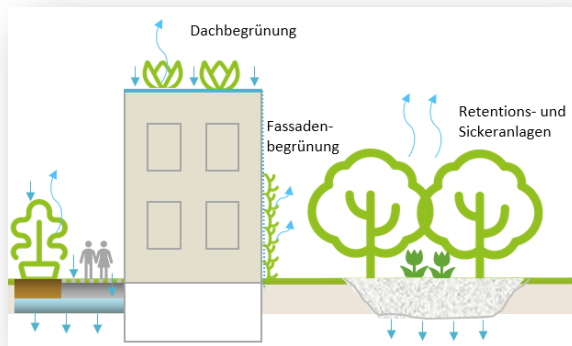 Dachbegrünung
Fassaden-
begrünung
Retentions- und
Sickeranlagen